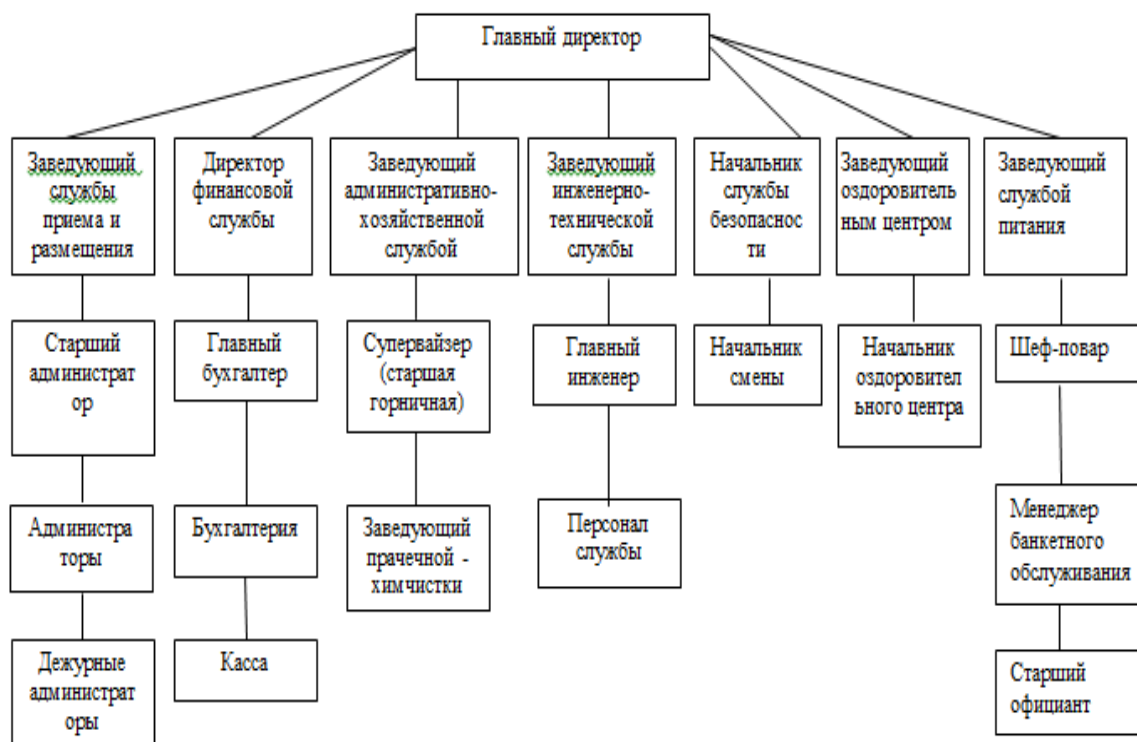 Главный директор
Заведующий
службы
приема и
размещения
Директор
финансовой
службы
Заведующий
административно-
хозяйственной
службой
Заведующий
инженерно-
технической
службы
Начальник
службы
безопаснос
ти
Заведующий
оздоровитель
ным центром
Заведующий
службой
питания
Старший
администрат
ор
Главный
бухгалтер
Супервайзер
(старшая
горничная)
Главный
инженер
Начальник
смены
Начальник
оздоровител
ьного центра
Шеф-повар
Администра
торы
Бухгалтерия
Заведующий
прачечной -
химчистки
Персонал
службы
Менеджер
банкетного
обслуживания
Дежурные
администрат
оры
Касса
Старший
официант